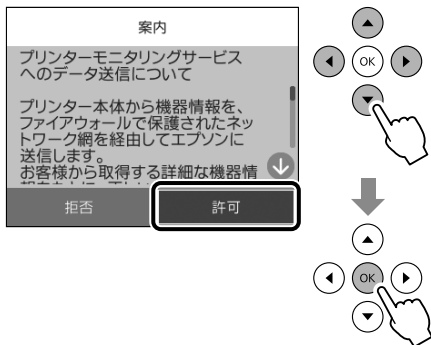 案内
プリンターモニタリングサービス
へのデータ送信について
プリンター本体から機器情報を、
ファイアウォールで保護されたネッ
トワーク網を経由してエプソンに
送信します。
お客様から取得する詳細な機器情
拒否
許可
OK
OK